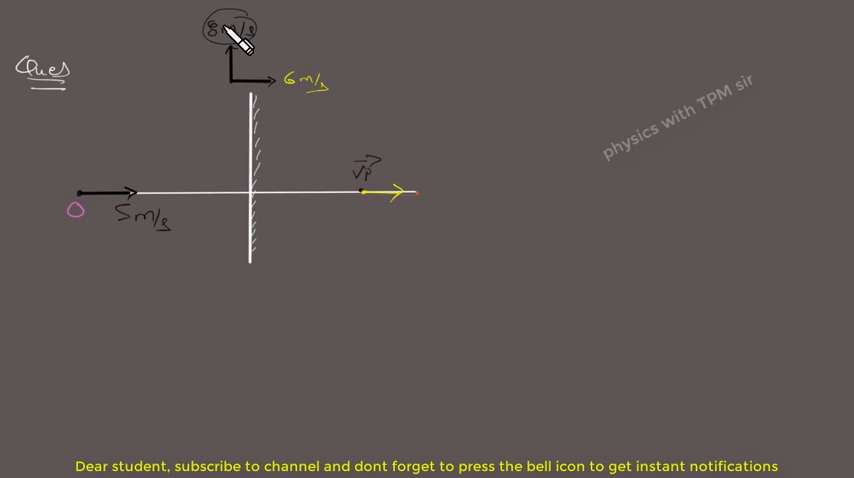 8 m/s
Ques
6 m/s
physics with TPM sir
Vp
O
5 m/s
Dear student, subscribe to channel and dont forget to press the bell icon to get instant notifications